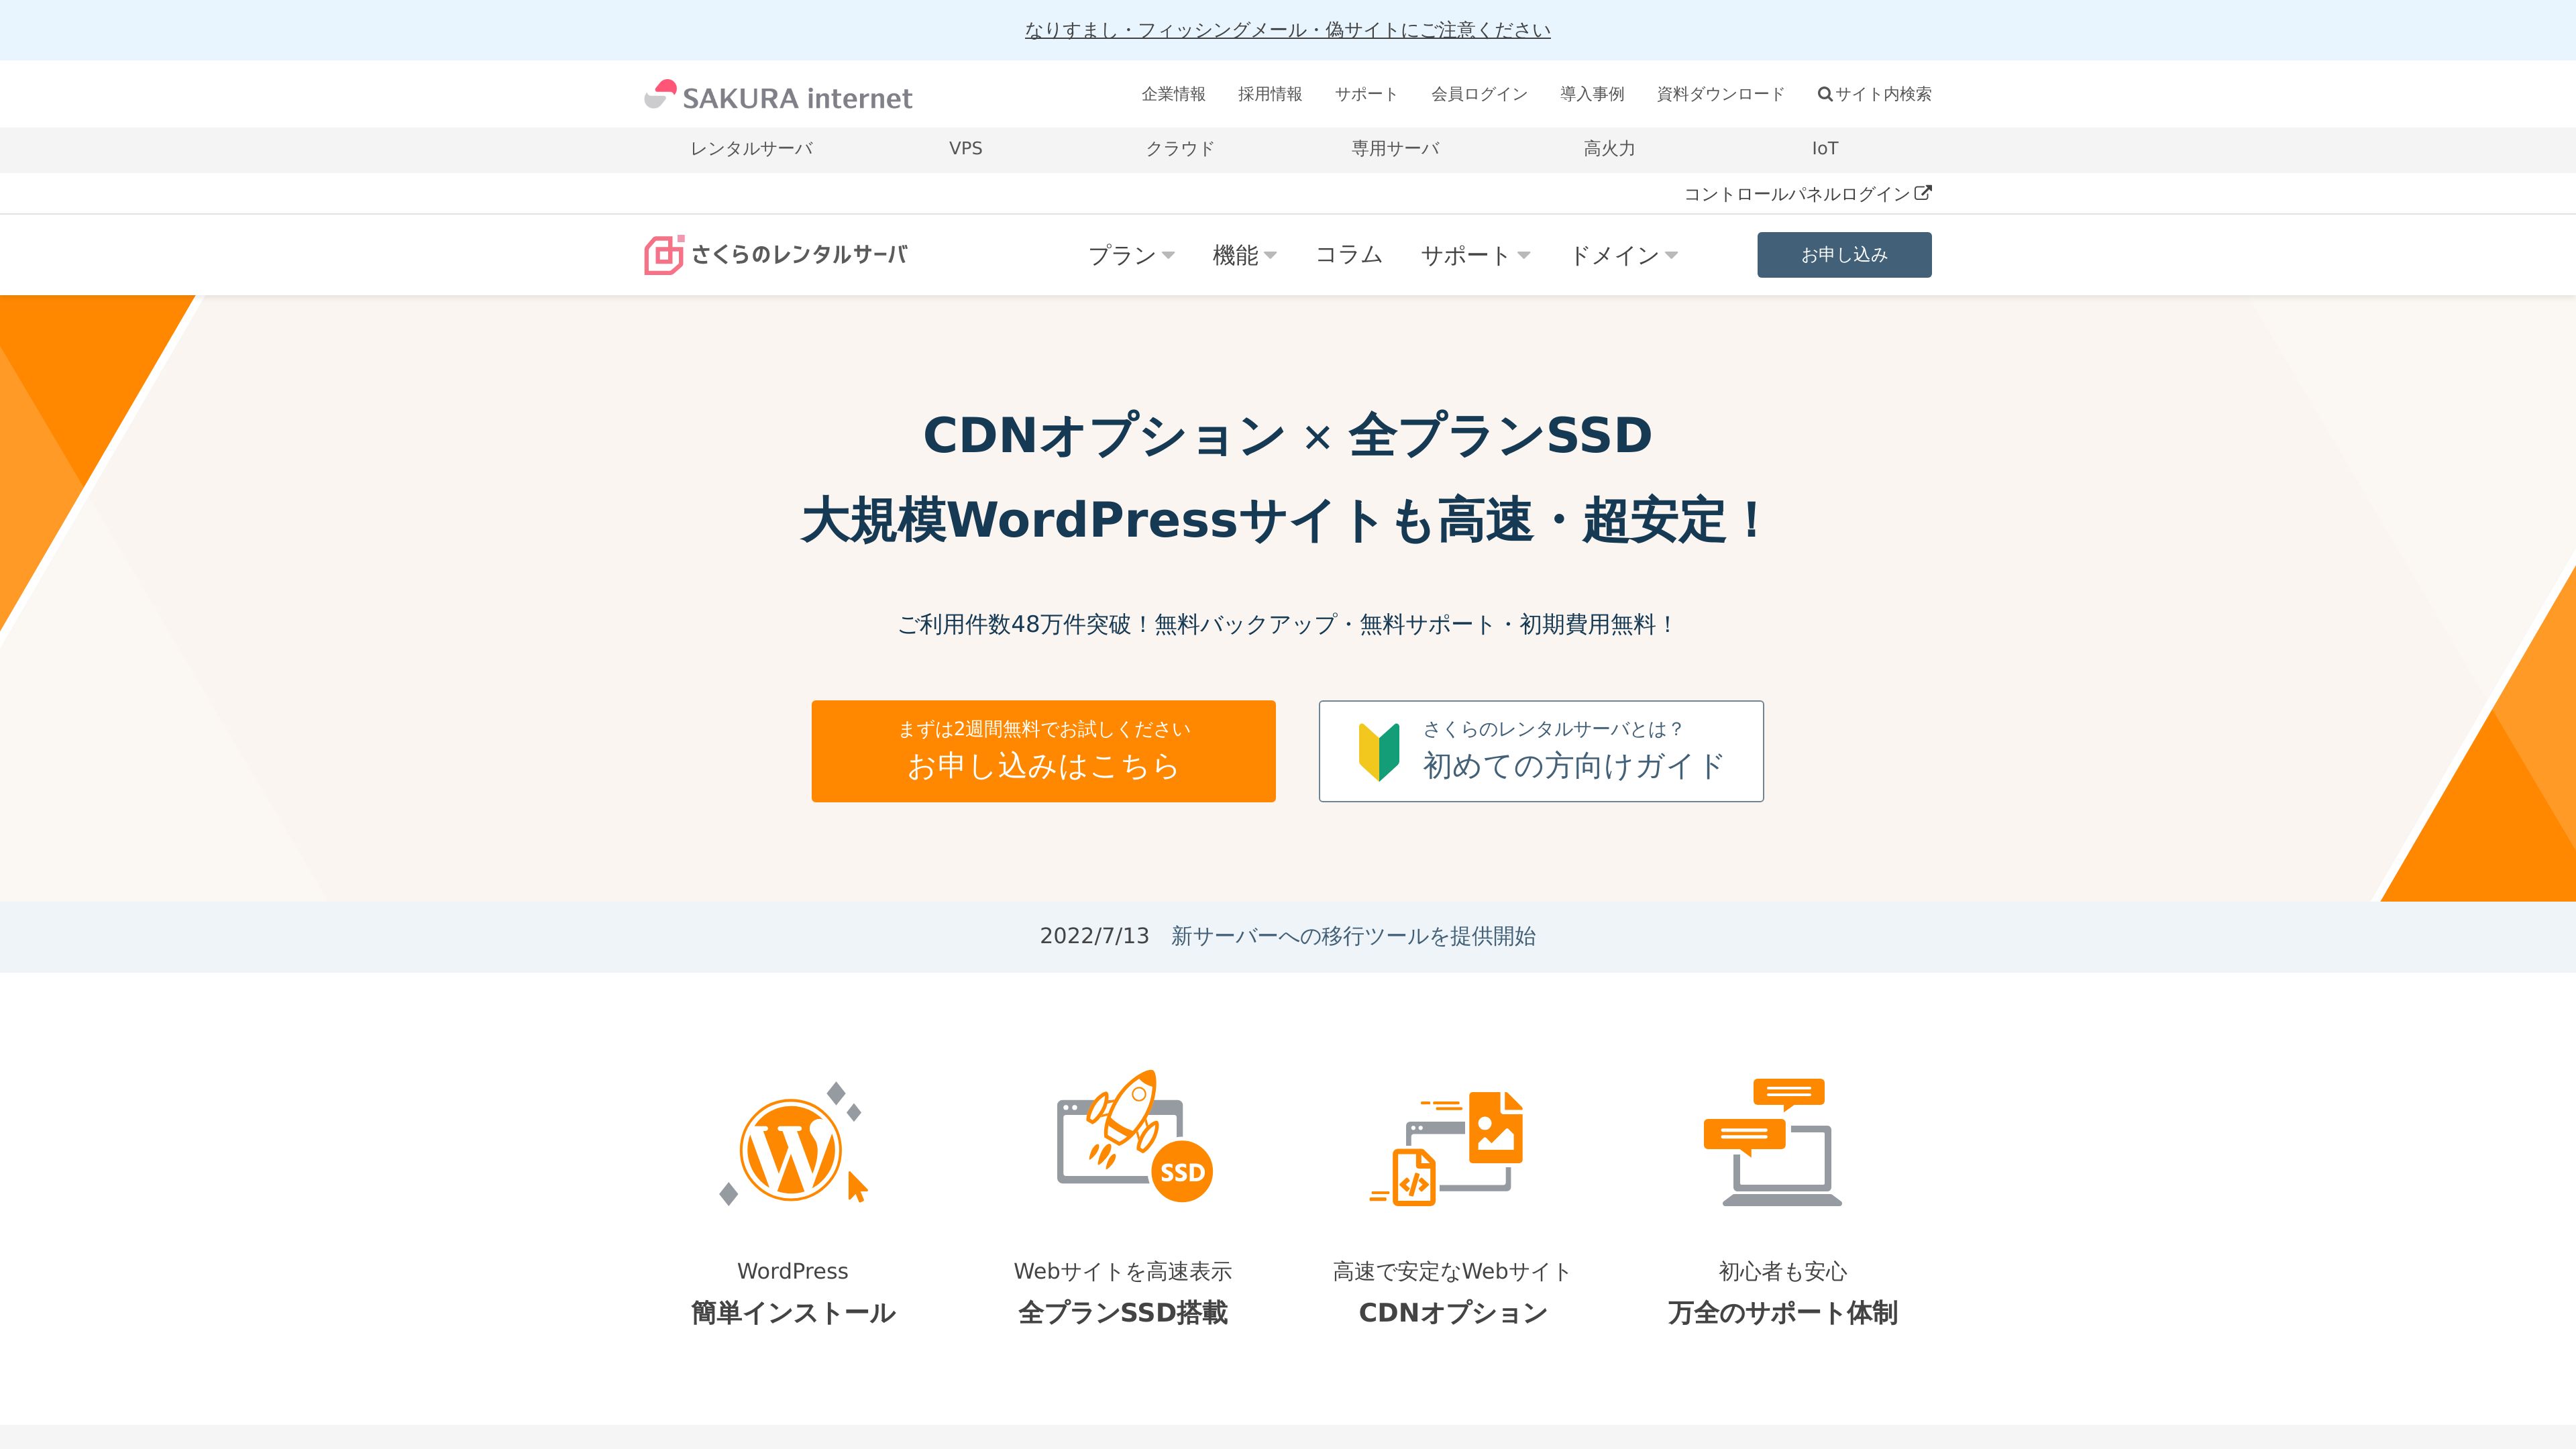 なりすまし・フィッシングメール・偽サイトにご注意ください
SAKURA internet
企業情報 採用情報 サポート 会員ログイン 導入事例 資料ダウンロード サイト内検索
レンタルサーバ VPS クラウド 専用サーバ 高火力 IoT
コントロールパネルログイン
さくらのレンタルサーバ
プラン 機能 コラム サポート ドメイン お申し込み
CDNオプション × 全プランSSD
大規模WordPressサイトも高速・超安定！
ご利用件数48万件突破！無料バックアップ・無料サポート・初期費用無料！
まずは2週間無料でお試しください
お申し込みはこちら
さくらのレンタルサーバとは？
初めての方向けガイド
2022/7/13 新サーバーへの移行ツールを提供開始
SSD
WordPress
簡単インストール
Webサイトを高速表示
全プランSSD搭載
高速で安定なWebサイト
CDNオプション
初心者も安心
万全のサポート体制